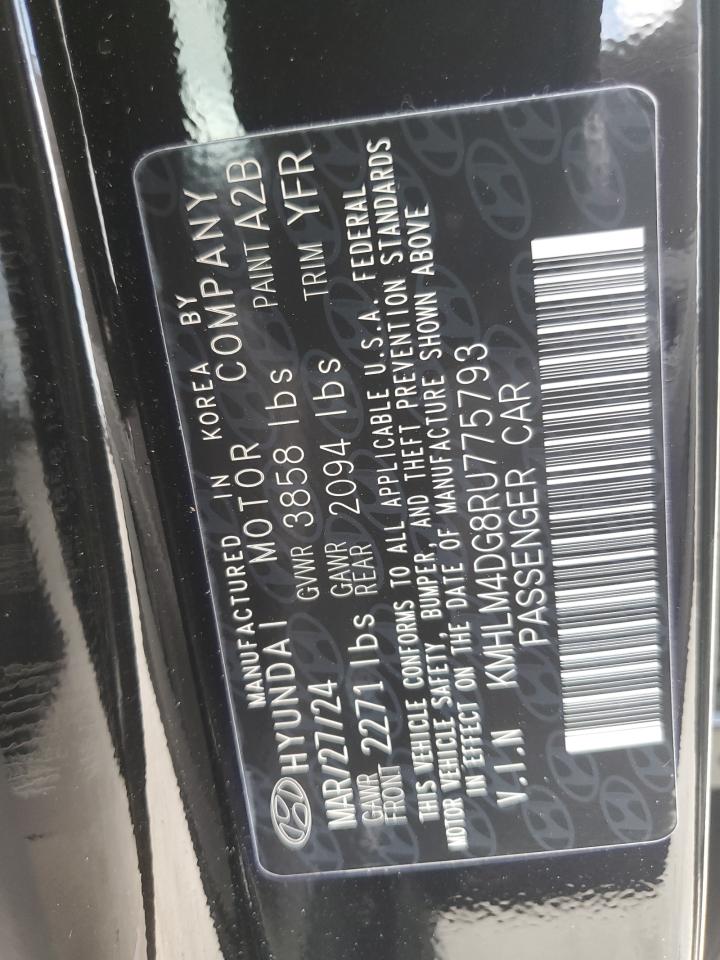 MANUFACTURED IN KOREA BY
HYUNDAI MOTOR COMPANY
MAR/27/24 GVWR 3858 lbs PAINT A2B
GAWR FRONT 2271 lbs GAWR REAR 2094 lbs TRIM YFR
THIS VEHICLE CONFORMS TO ALL APPLICABLE U.S.A. FEDERAL
MOTOR VEHICLE SAFETY, BUMPER, AND THEFT PREVENTION STANDARDS
IN EFFECT ON THE DATE OF MANUFACTURE SHOWN ABOVE
V.I.N KMHLM4DG8RU775793
PASSENGER CAR